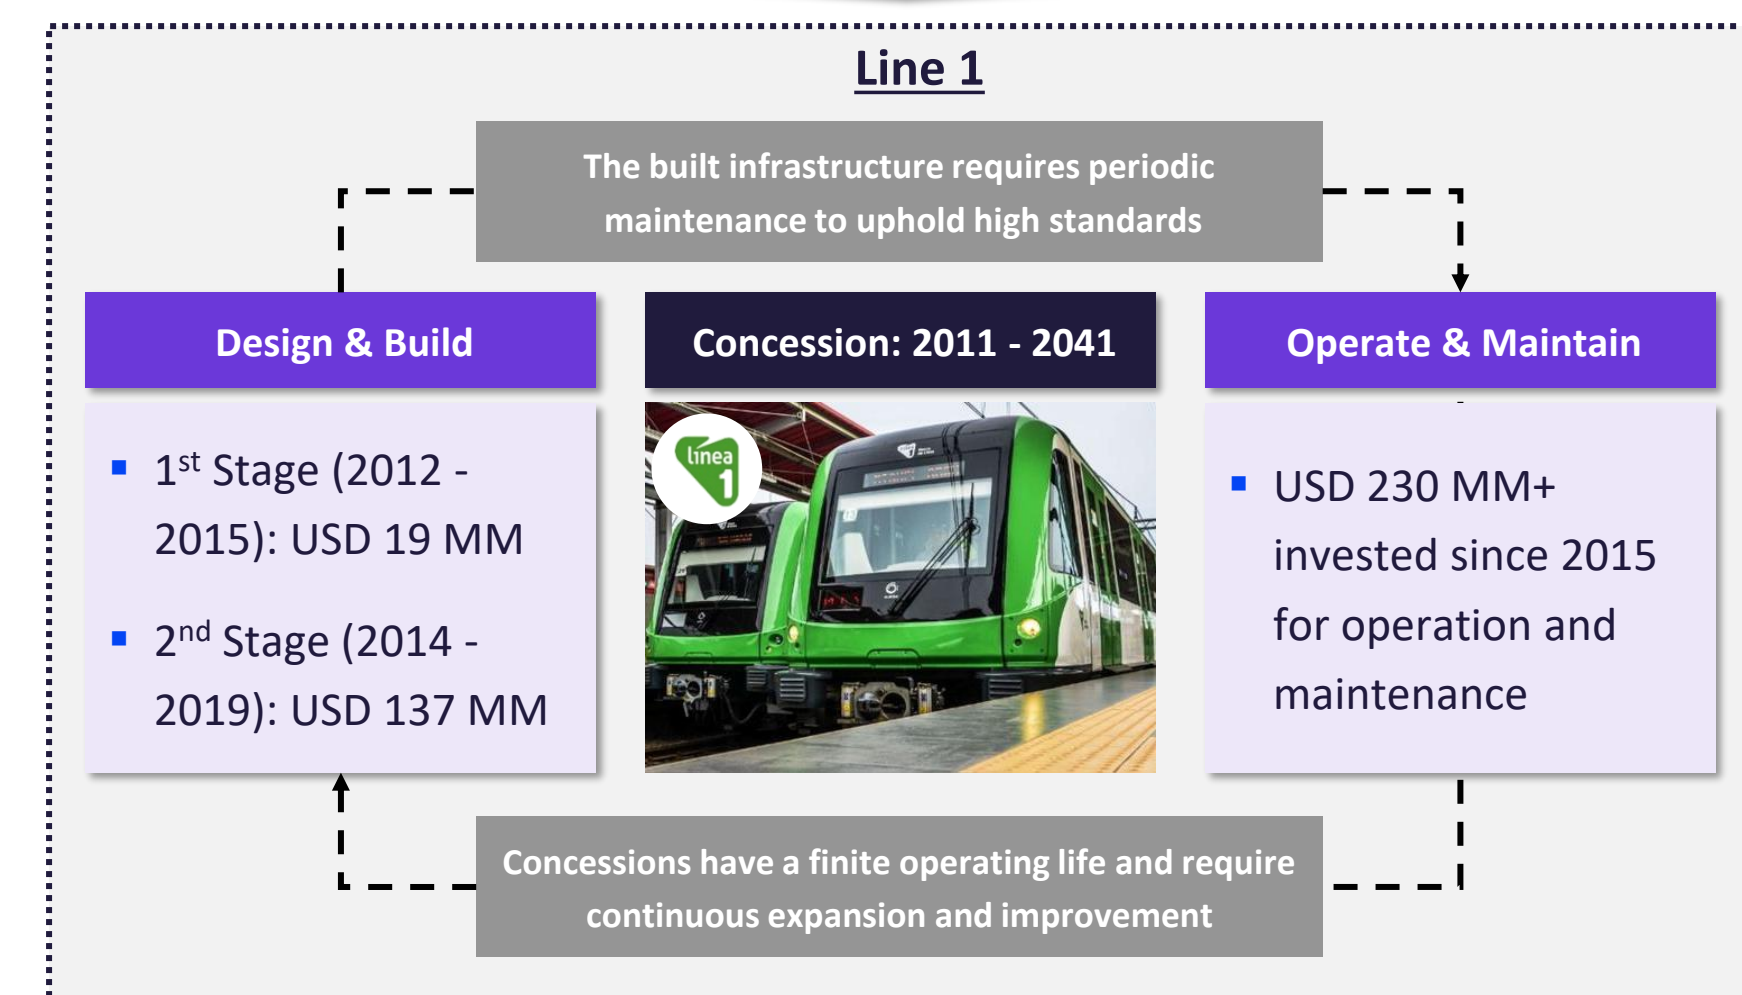 Line 1
The built infrastructure requires periodic
maintenance to uphold high standards
Design & Build
Concession: 2011 - 2041
Operate & Maintain
1st Stage (2012 -
2015): USD 19 MM
2nd Stage (2014 -
2019): USD 137 MM
línea
1
USD 230 MM+
invested since 2015
for operation and
maintenance
Concessions have a finite operating life and require
continuous expansion and improvement